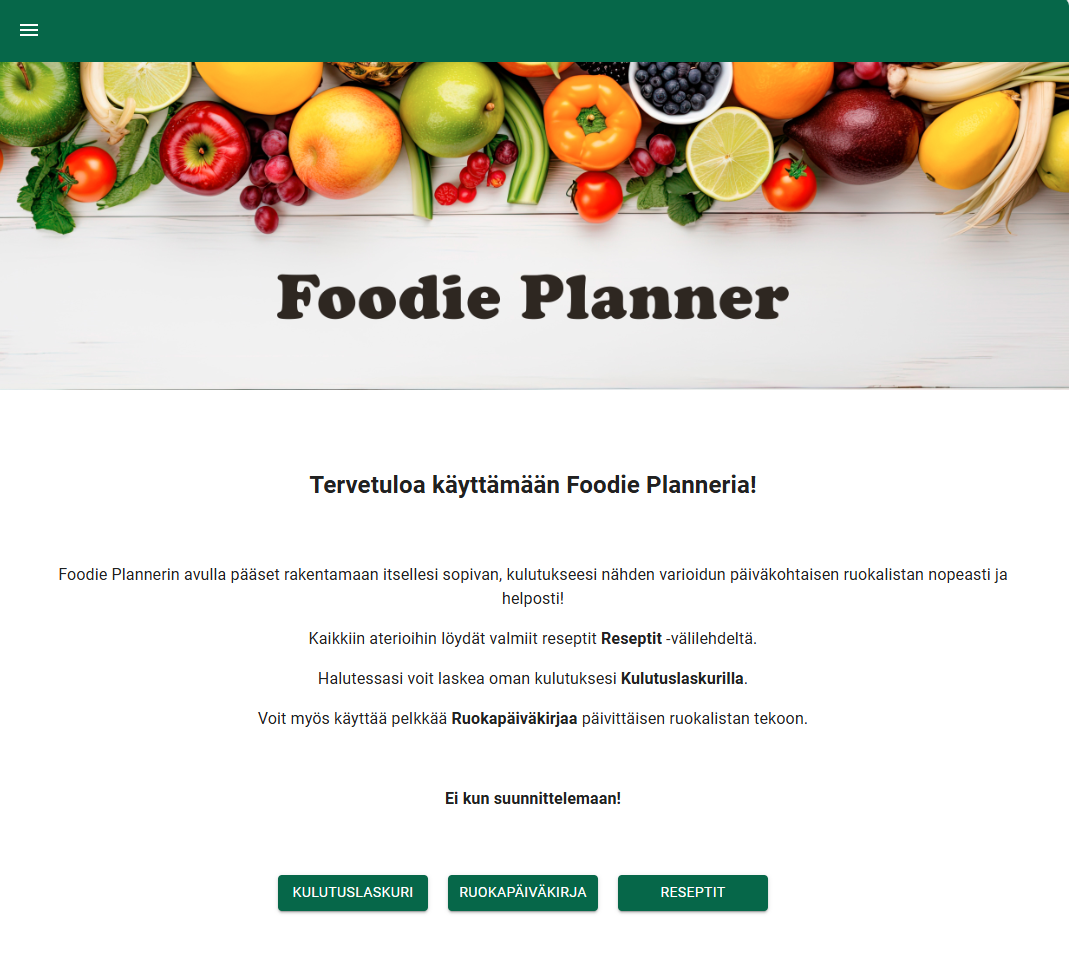 Foodie Planner
Tervetuloa käyttämään Foodie Planneria!
Foodie Plannerin avulla pääset rakentamaan itsellesi sopivan, kulutukseesi nähden varioidun päiväkohtaisen ruokalistan nopeasti ja
helposti!
Kaikkiin aterioihin löydät valmiit reseptit Reseptit -välilehdeltä.
Halutessasi voit laskea oman kulutuksesi Kulutuslaskurilla.
Voit myös käyttää pelkkää Ruokapäiväkirjaa päivittäisen ruokalistan tekoon.
Ei kun suunnittelemaan!
KULUTUSLASKURI RUOKAPÄIVÄKIRJA RESEPTIT